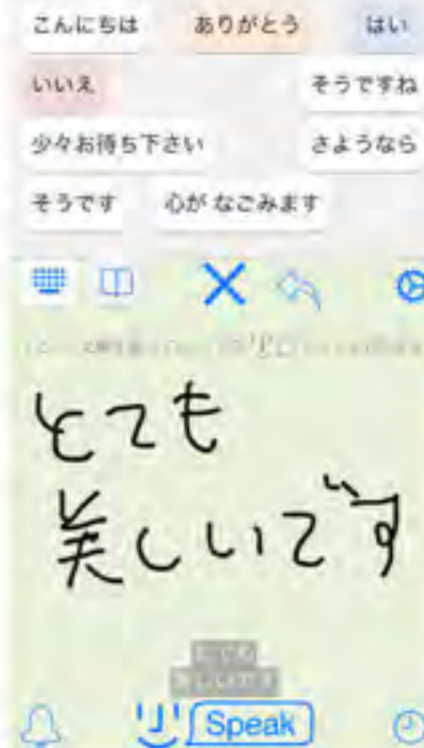 こんにちは ありがとう はい
いいえ そうですね
少々お待ち下さい さようなら
そうです 心が なごみます
とても
美しいです
Speak